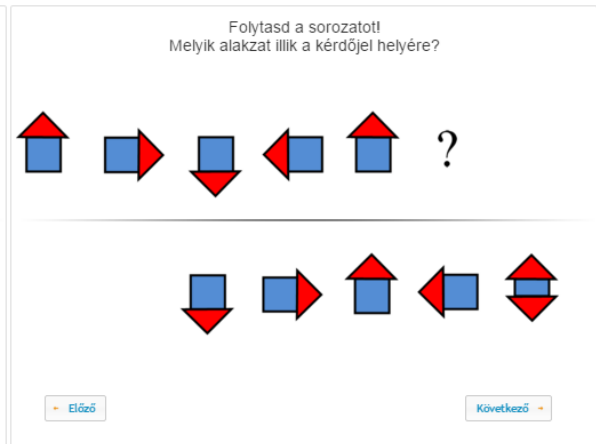 Folytasd a sorozatot!
Melyik alakzat illik a kérdőjel helyére?
?
Előző
Következő